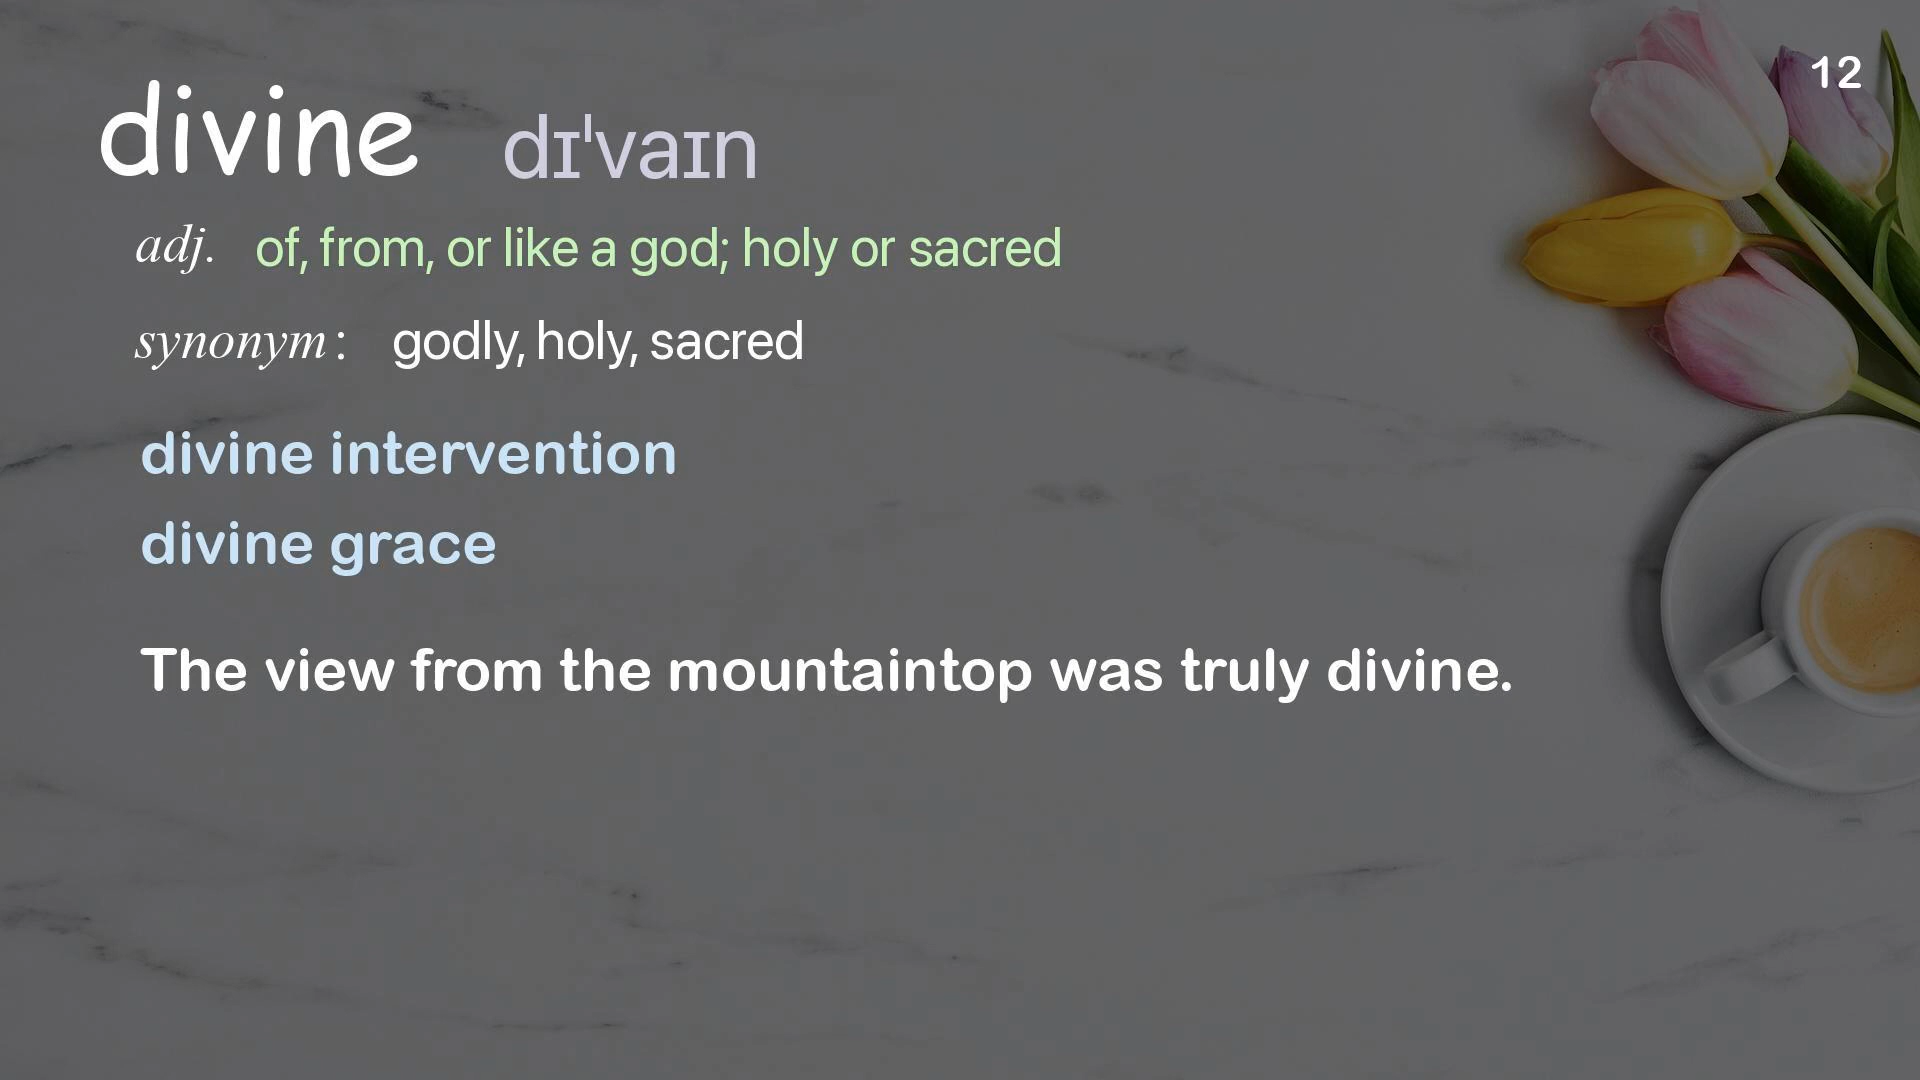 12
divine dɪˈvaɪn
adj. of, from, or like a god; holy or sacred
synonym: godly, holy, sacred
divine intervention
divine grace
The view from the mountaintop was truly divine.